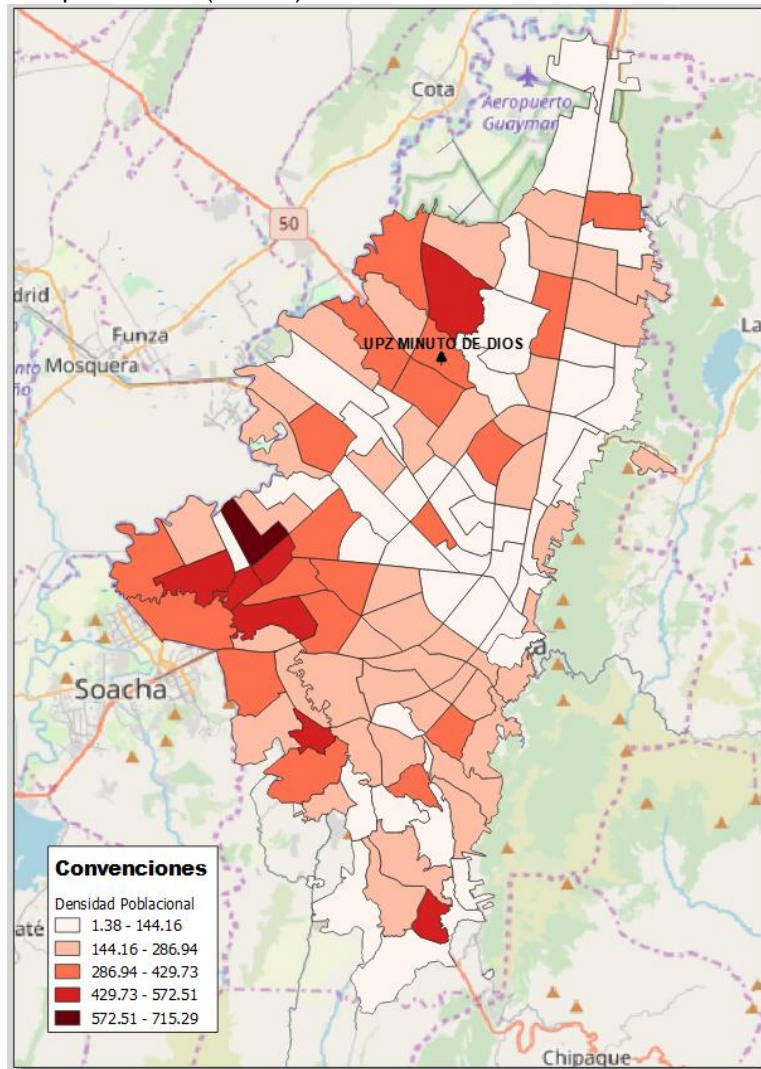 Cota
Aeropuerto
Guaymar
50
drid
Funza
Mosquera
UPZ MINUTO DE DIOS
La
Soacha
Convenciones
Densidad Poblacional
1.38 - 144.16
144.16 - 286.94
286.94 - 429.73
429.73 - 572.51
572.51 - 715.29
até
Chipaque